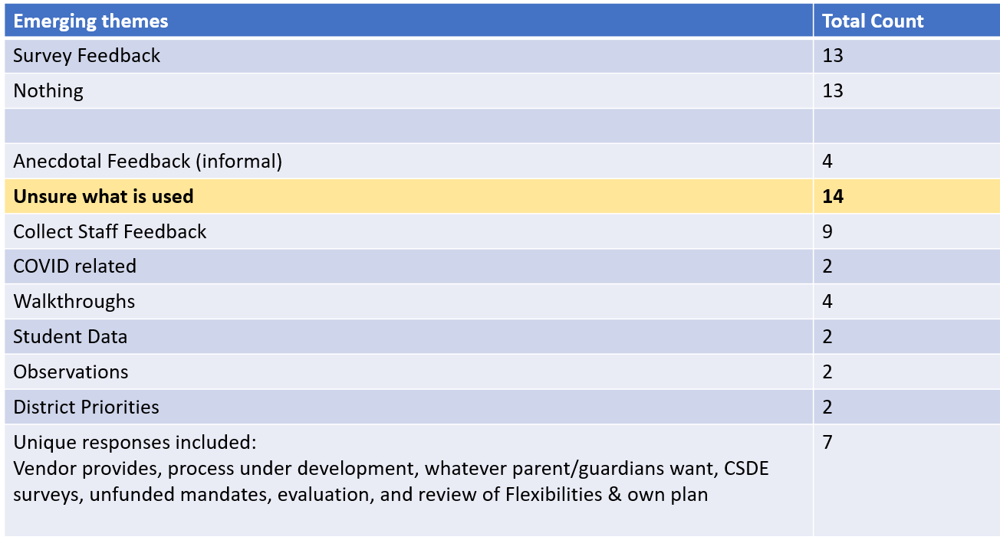 Emerging themes Total Count
Survey Feedback 13
Nothing 13
Anecdotal Feedback (informal) 4
Unsure what is used 14
Collect Staff Feedback 9
COVID related 2
Walkthroughs 4
Student Data 2
Observations 2
District Priorities 2
Unique responses included: 7
Vendor provides, process under development, whatever parent/guardians want, CSDE
surveys, unfunded mandates, evaluation, and review of Flexibilities & own plan